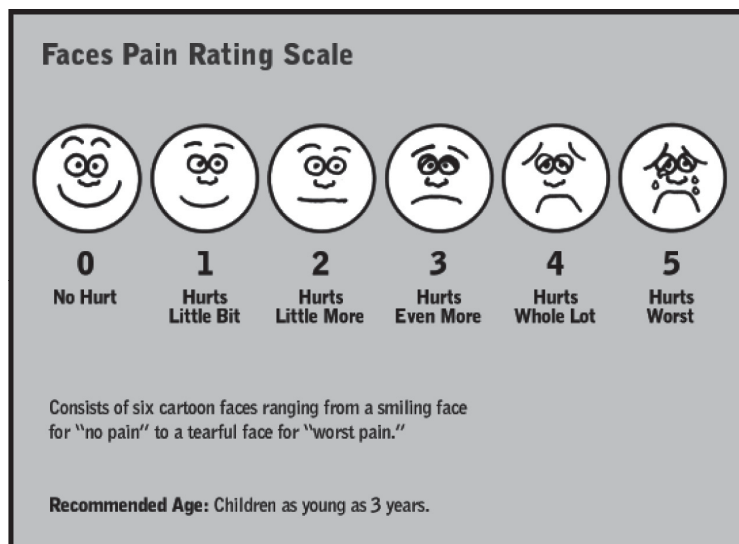 Faces Pain Rating Scale
0 1 2 3 4 5
No Hurt Hurts Hurts Hurts Hurts Hurts
Little Bit Little More Even More Whole Lot Worst
Consists of six cartoon faces ranging from a smiling face
for "no pain" to a tearful face for "worst pain."
Recommended Age: Children as young as 3 years.